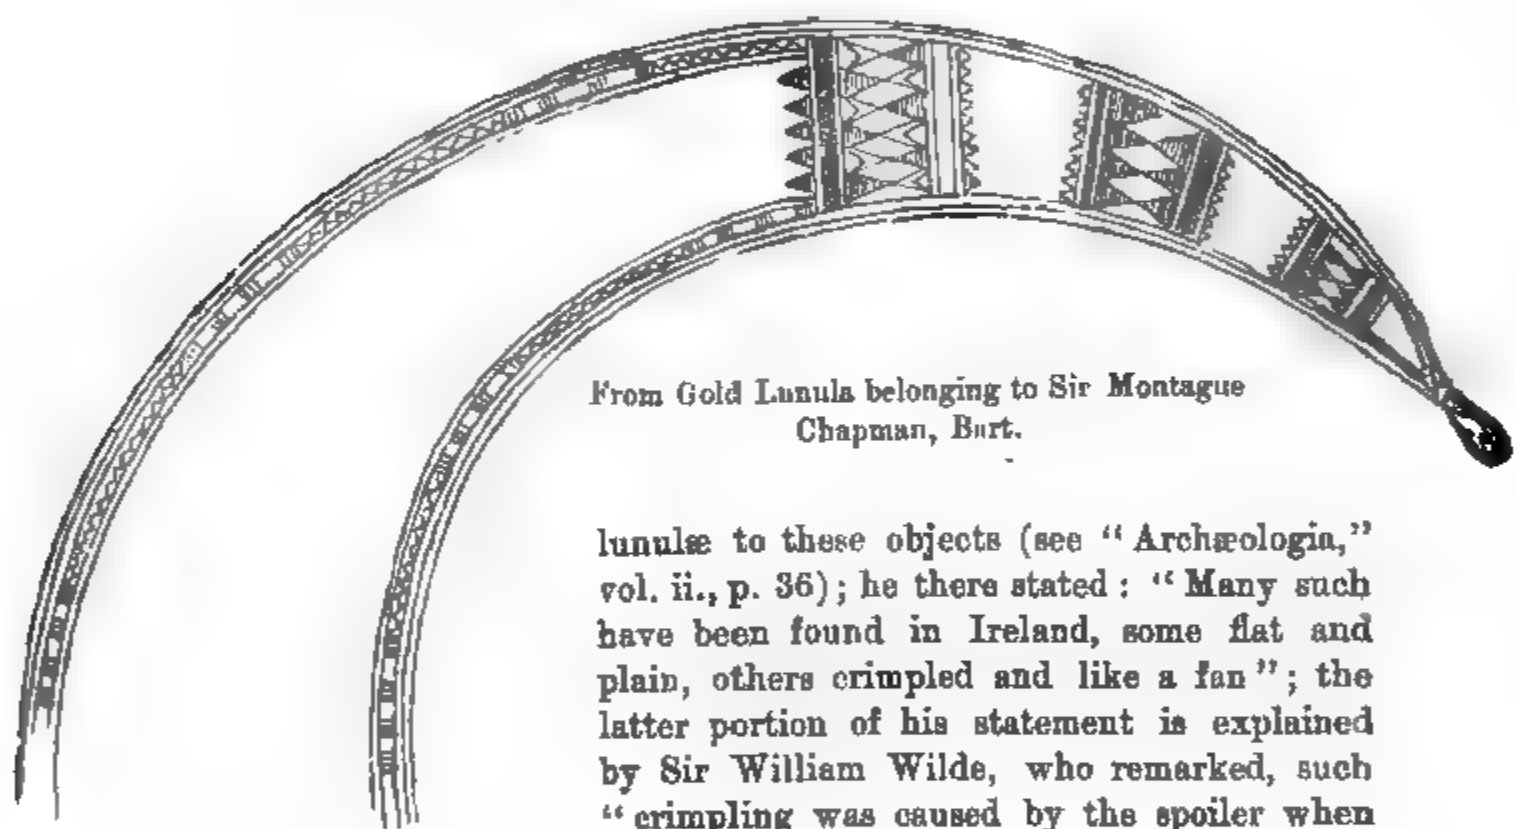 From Gold Lunula belonging to Sir Montague
Chapman, Bart.
lunulæ to these objects (see “Archæologia,”
vol. ii., p. 36); he there stated: “Many such
have been found in Ireland, some flat and
plain, others crimpled and like a fan”; the
latter portion of his statement is explained
by Sir William Wilde, who remarked, such
“crimpling was caused by the spoiler when